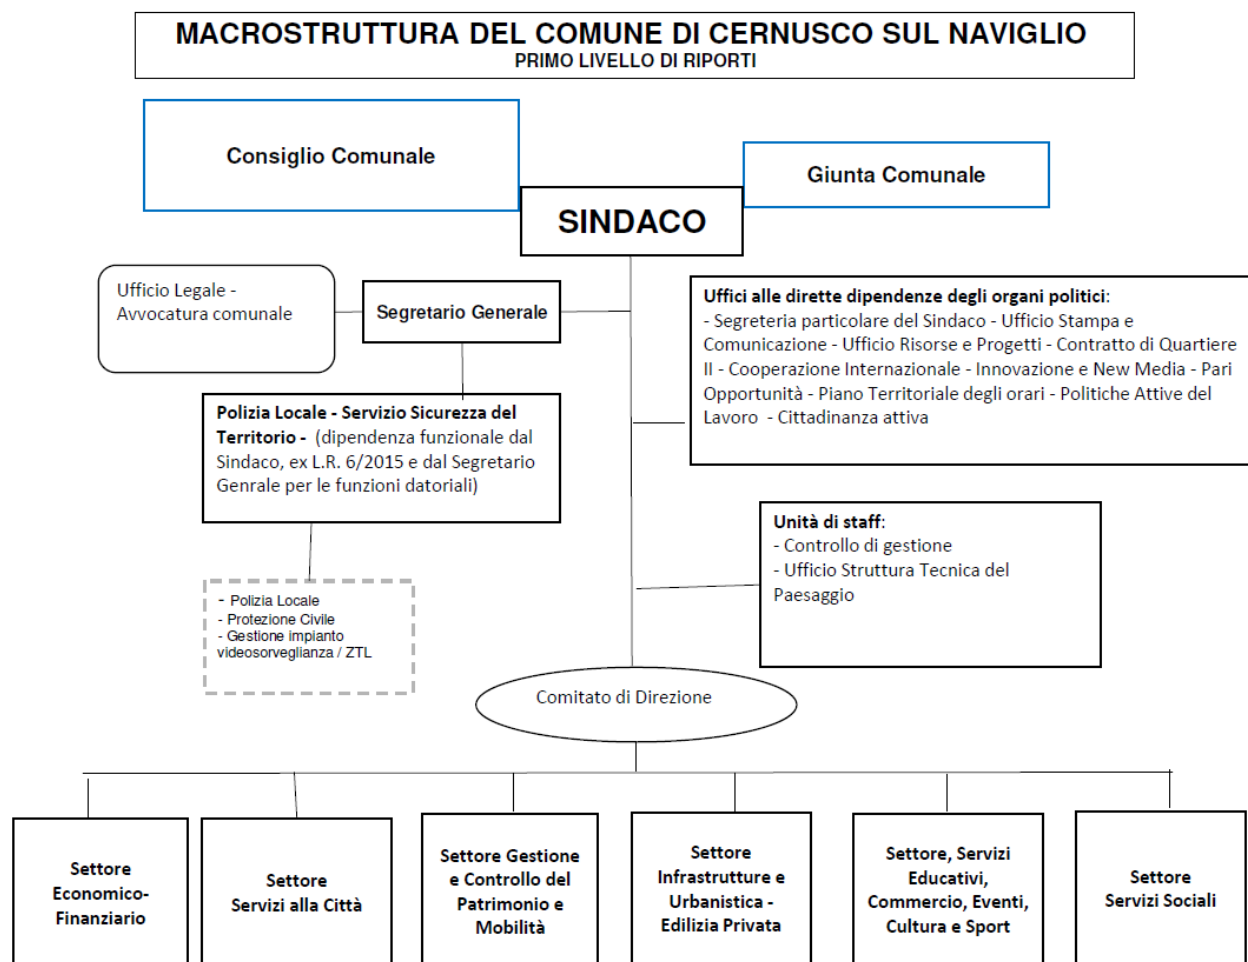 MACROSTRUTTURA DEL COMUNE DI CERNUSCO SUL NAVIGLIO
PRIMO LIVELLO DI RIPORTI
Consiglio Comunale
Giunta Comunale
SINDACO
Ufficio Legale -
Avvocatura comunale
Segretario Generale
Uffici alle dirette dipendenze degli organi politici:
- Segreteria particolare del Sindaco - Ufficio Stampa e
Comunicazione - Ufficio Risorse e Progetti - Contratto di Quartiere
II - Cooperazione Internazionale - Innovazione e New Media - Pari
Opportunità - Piano Territoriale degli orari - Politiche Attive del
Lavoro - Cittadinanza attiva
Polizia Locale - Servizio Sicurezza del
Territorio - (dipendenza funzionale dal
Sindaco, ex L.R. 6/2015 e dal Segretario
Genrale per le funzioni datoriali)
Unità di staff:
- Controllo di gestione
- Ufficio Struttura Tecnica del
Paesaggio
- Polizia Locale
- Protezione Civile
- Gestione impianto
videosorveglianza / ZTL
Comitato di Direzione
Settore
Economico-
Finanziario
Settore
Servizi alla Città
Settore Gestione
e Controllo del
Patrimonio e
Mobilità
Settore
Infrastrutture e
Urbanistica -
Edilizia Privata
Settore, Servizi
Educativi,
Commercio, Eventi,
Cultura e Sport
Settore
Servizi Sociali